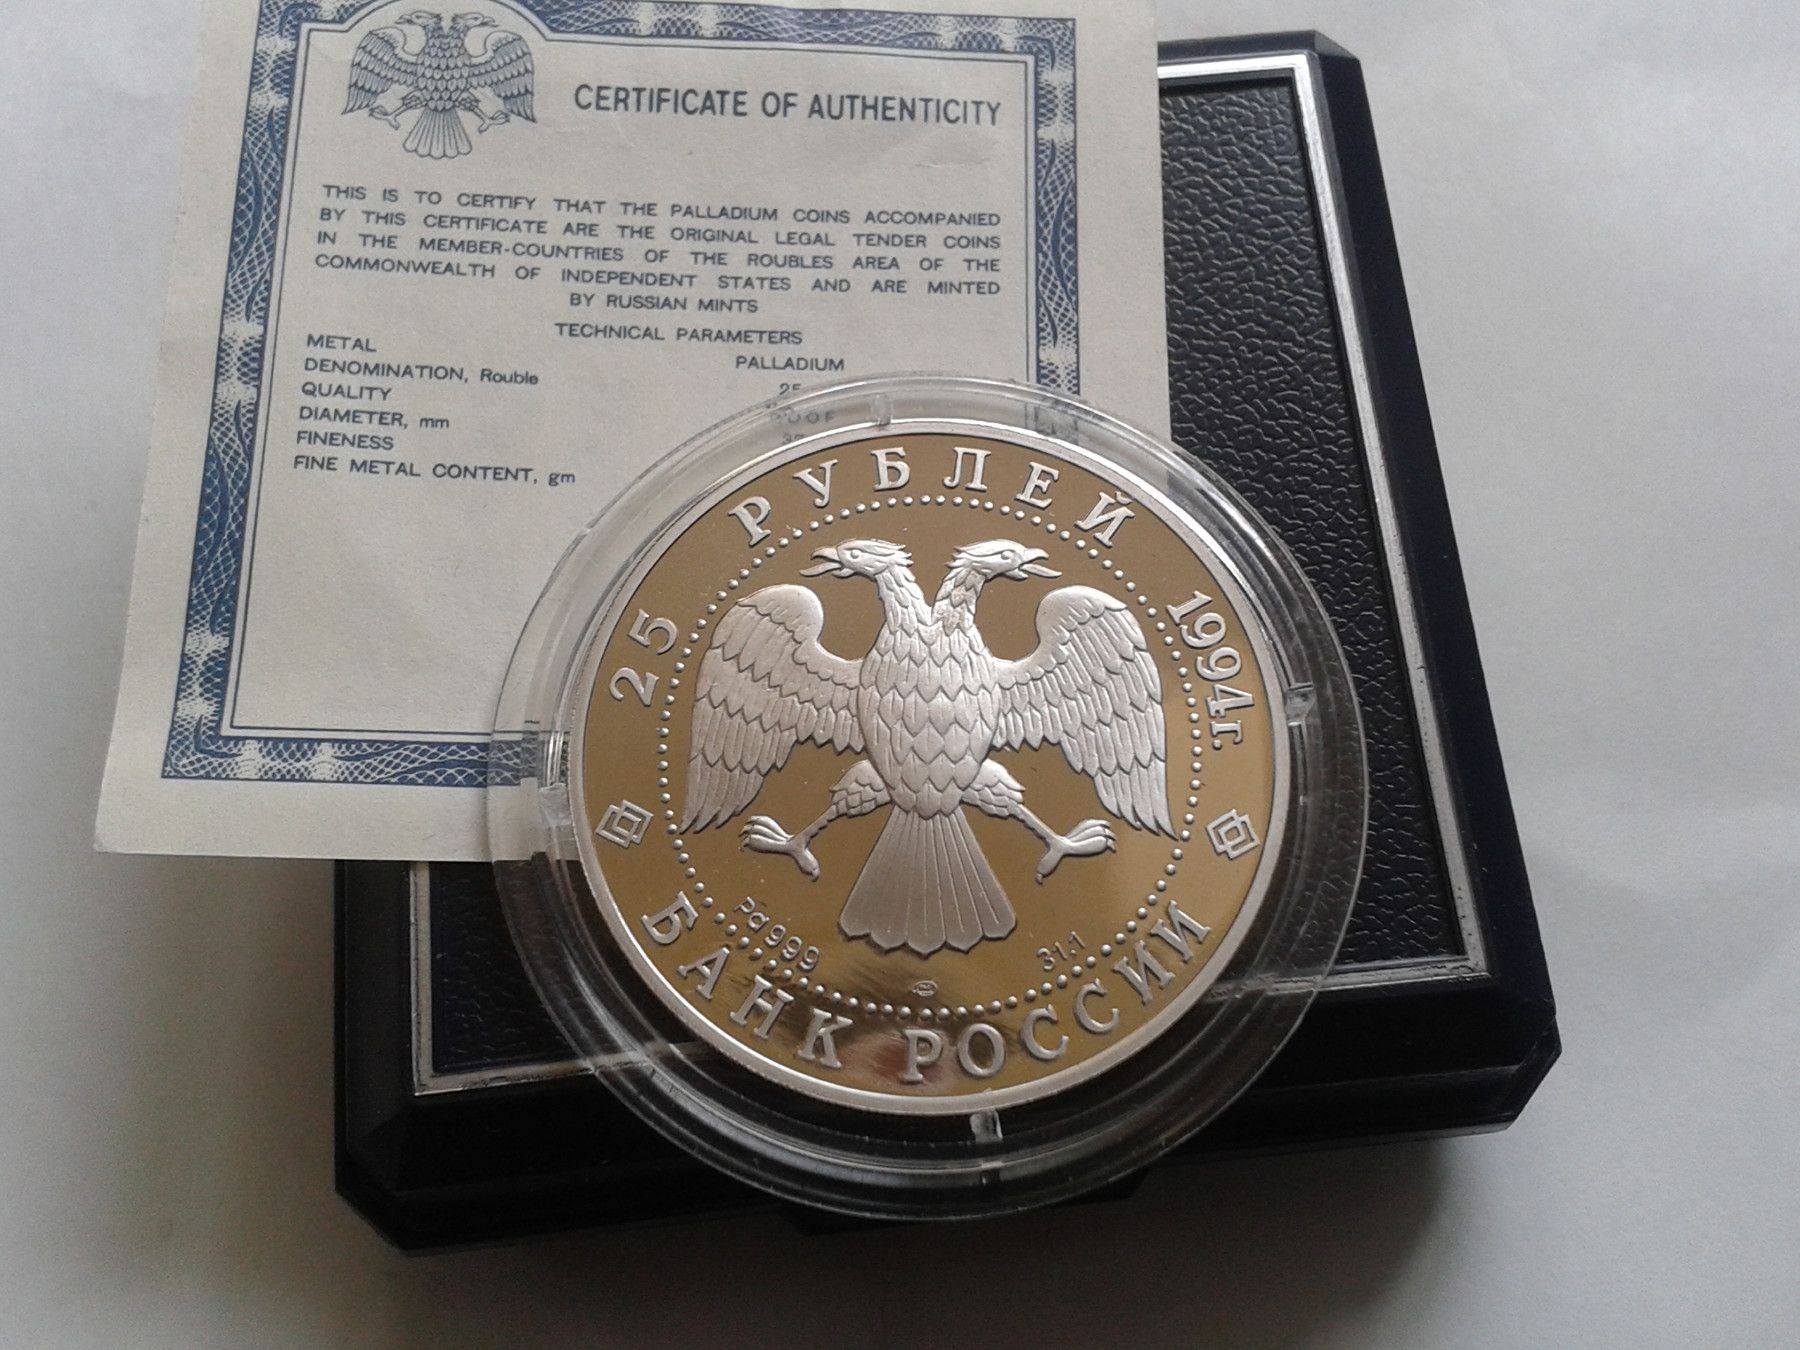 CERTIFICATE OF AUTHENTICITY
THIS IS TO CERTIFY THAT THE PALLADIUM COINS ACCOMPANIED
BY THIS CERTIFICATE ARE THE ORIGINAL LEGAL TENDER COINS
IN THE MEMBER-COUNTRIES OF THE ROUBLES AREA OF THE
COMMONWEALTH OF INDEPENDENT STATES AND ARE MINTED
BY RUSSIAN MINTS
TECHNICAL PARAMETERS
METAL PALLADIUM
DENOMINATION, Rouble 25
QUALITY
DIAMETER, mm
FINENESS
FINE METAL CONTENT, gm
25 РУБЛЕЙ 1994г.
Pd 999
31,1
БАНК РОССИИ